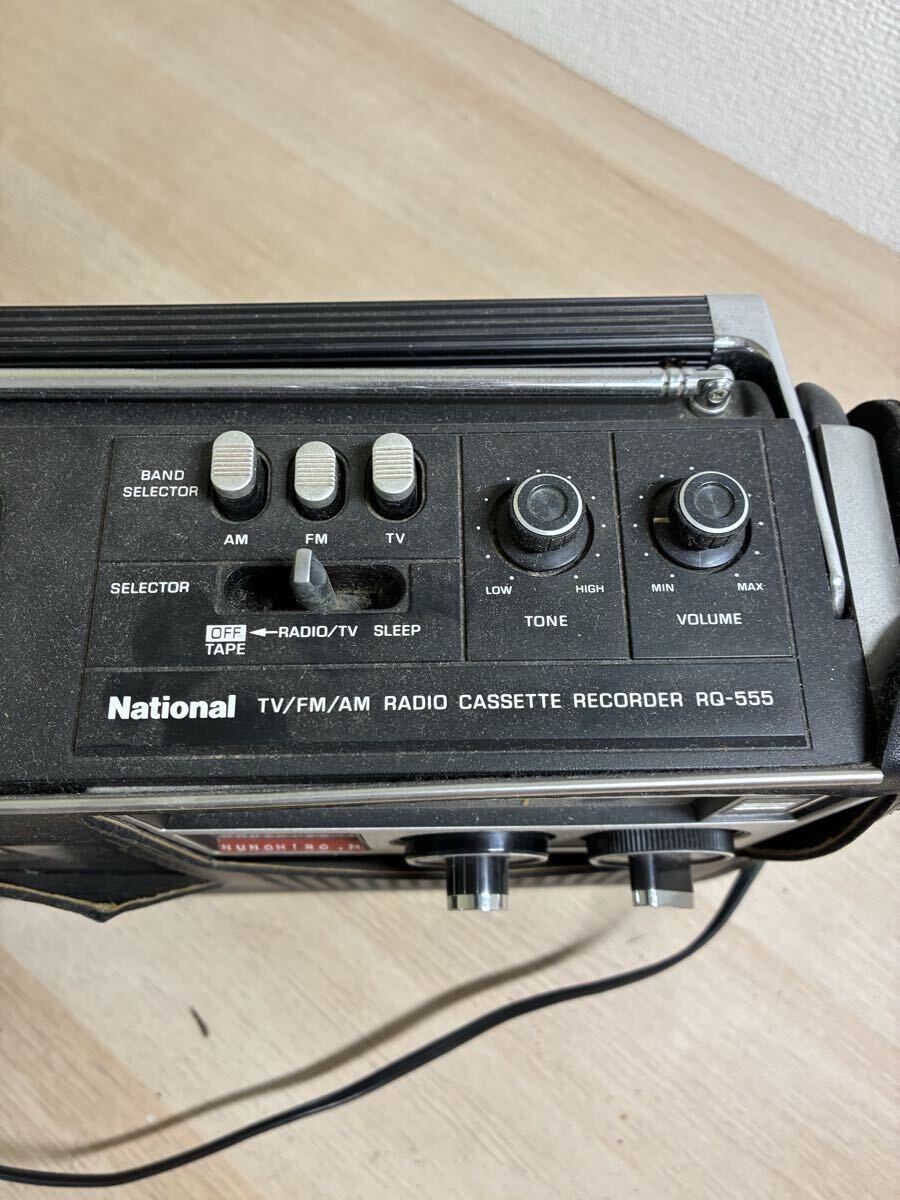 BAND
SELECTOR
AM FM TV
SELECTOR
OFF ←RADIO/TV SLEEP
TAPE
LOW HIGH
TONE
MIN MAX
VOLUME
National TV/FM/AM RADIO CASSETTE RECORDER RQ-555
NUNOHIRO.M